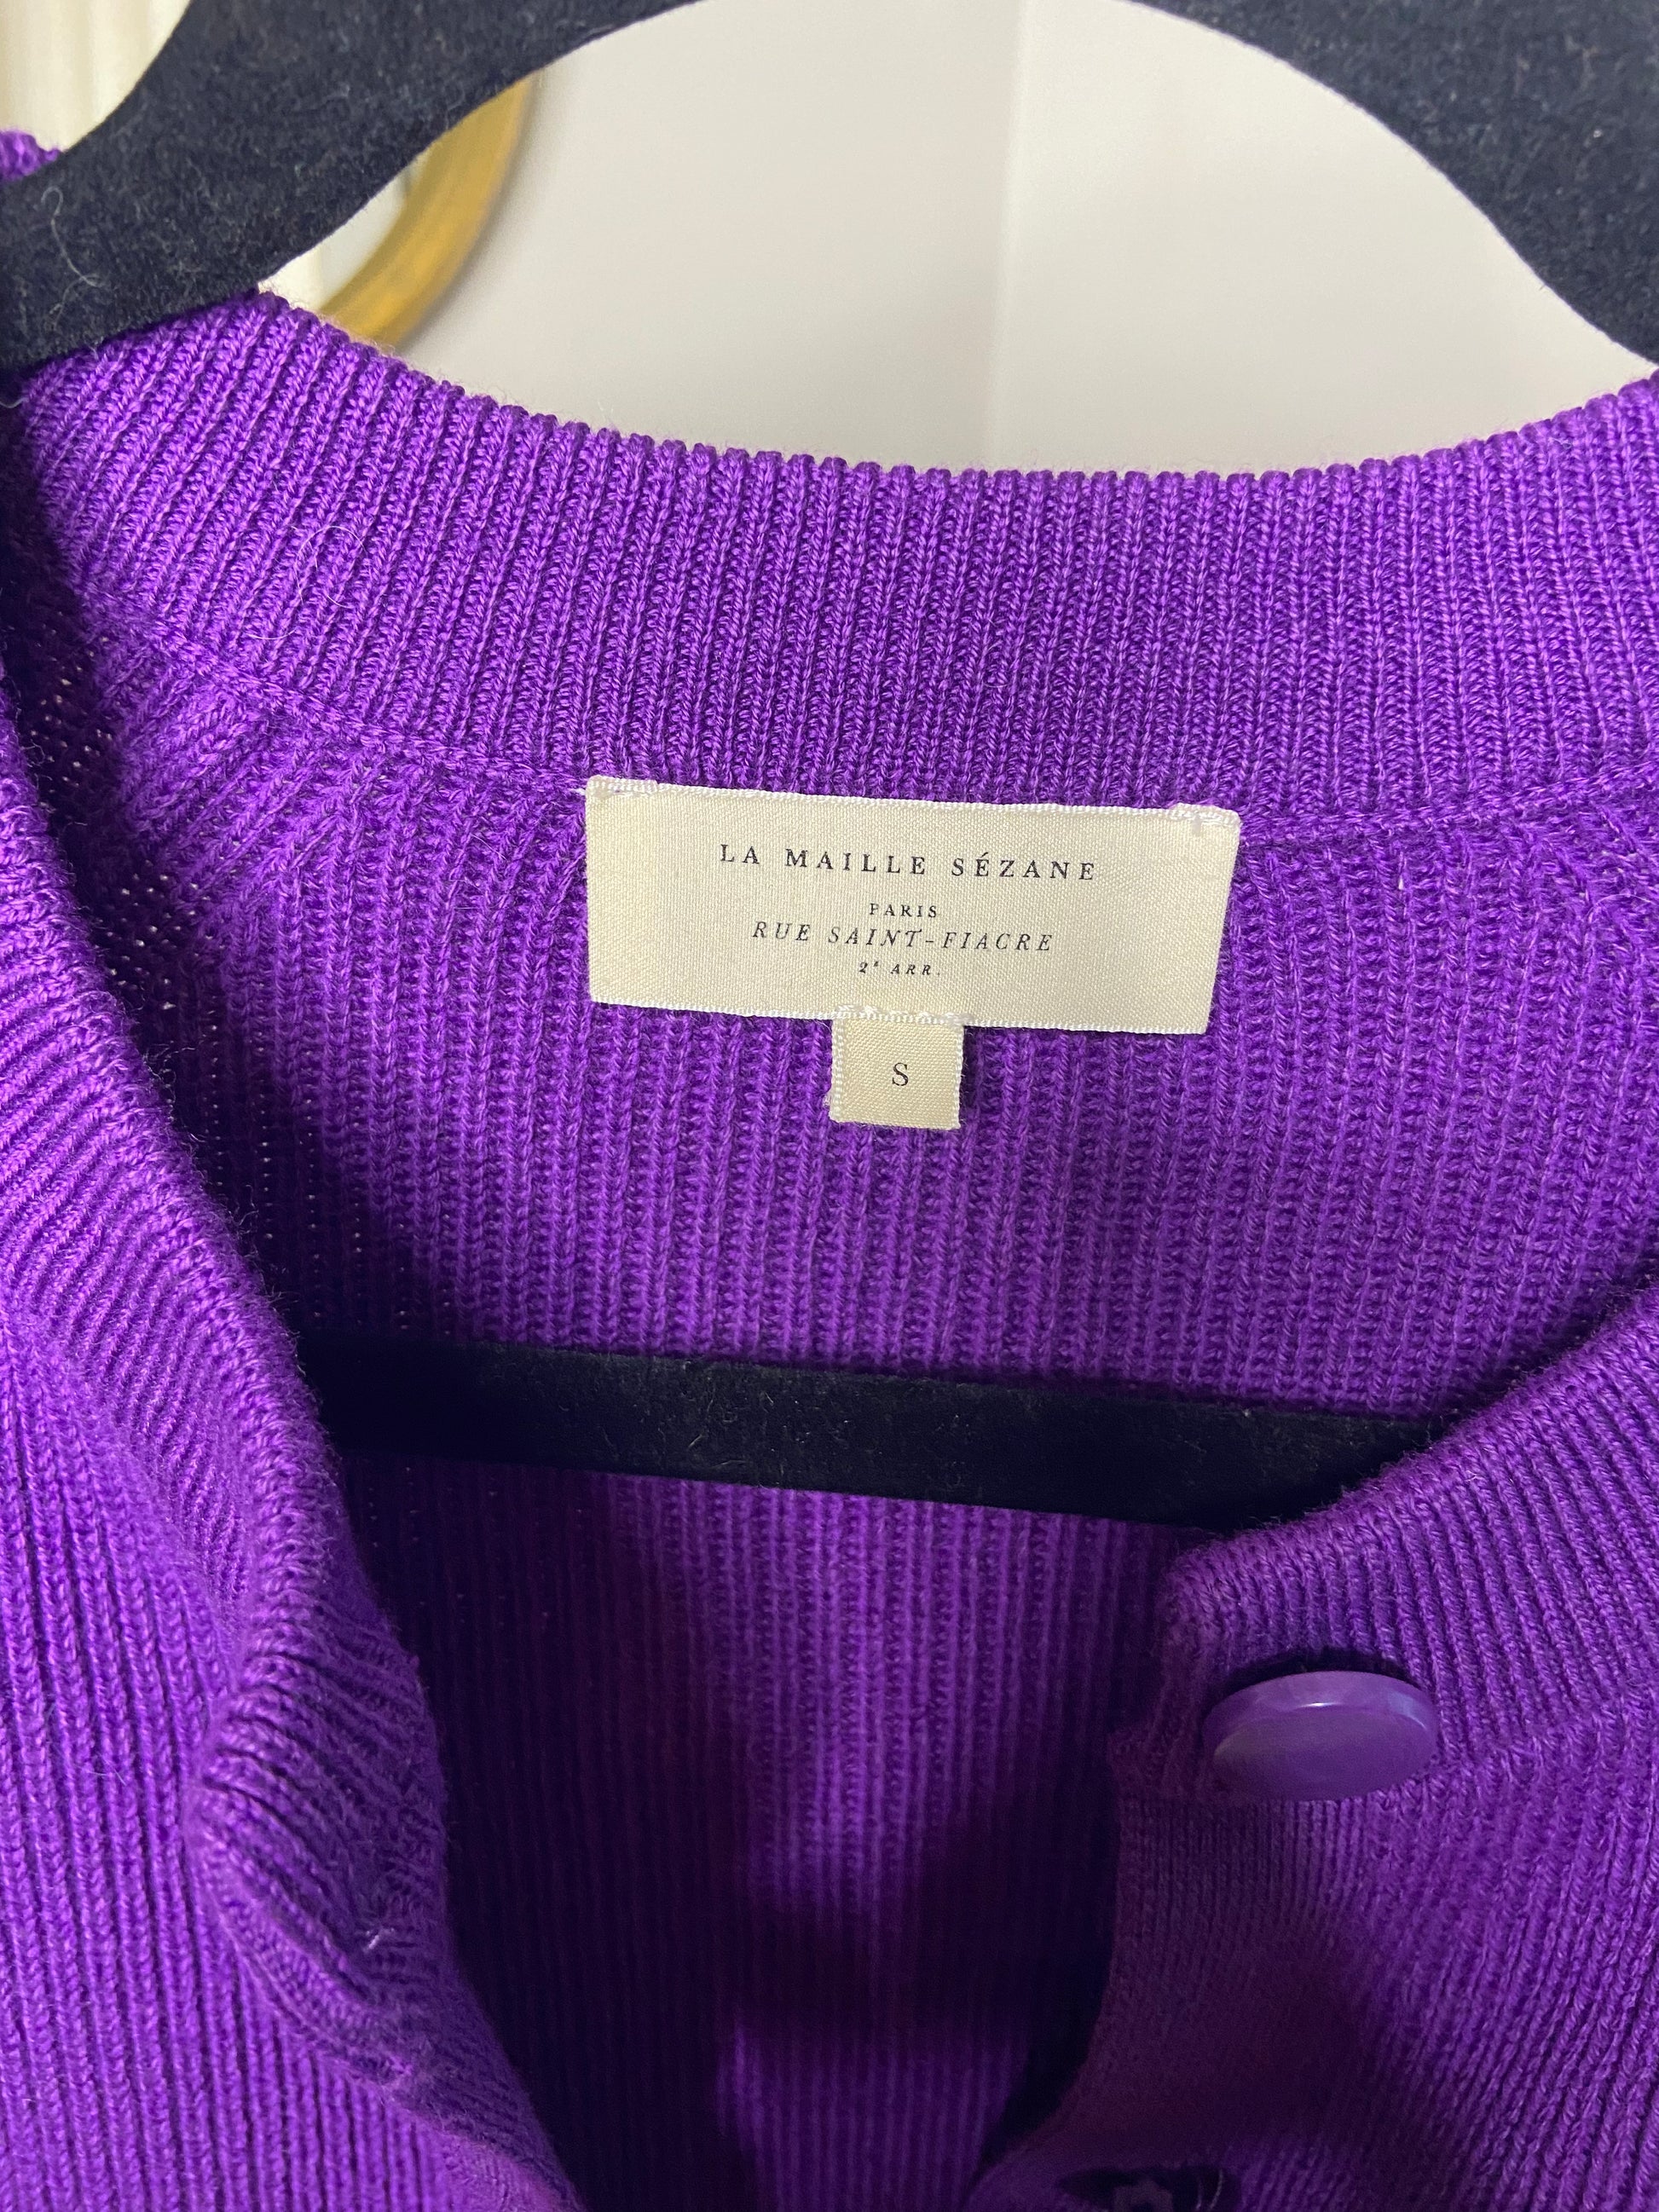 LA MAILLE SÉZANE
PARIS
RUE SAINT-FIACRE
2ᴱ ARR.
S